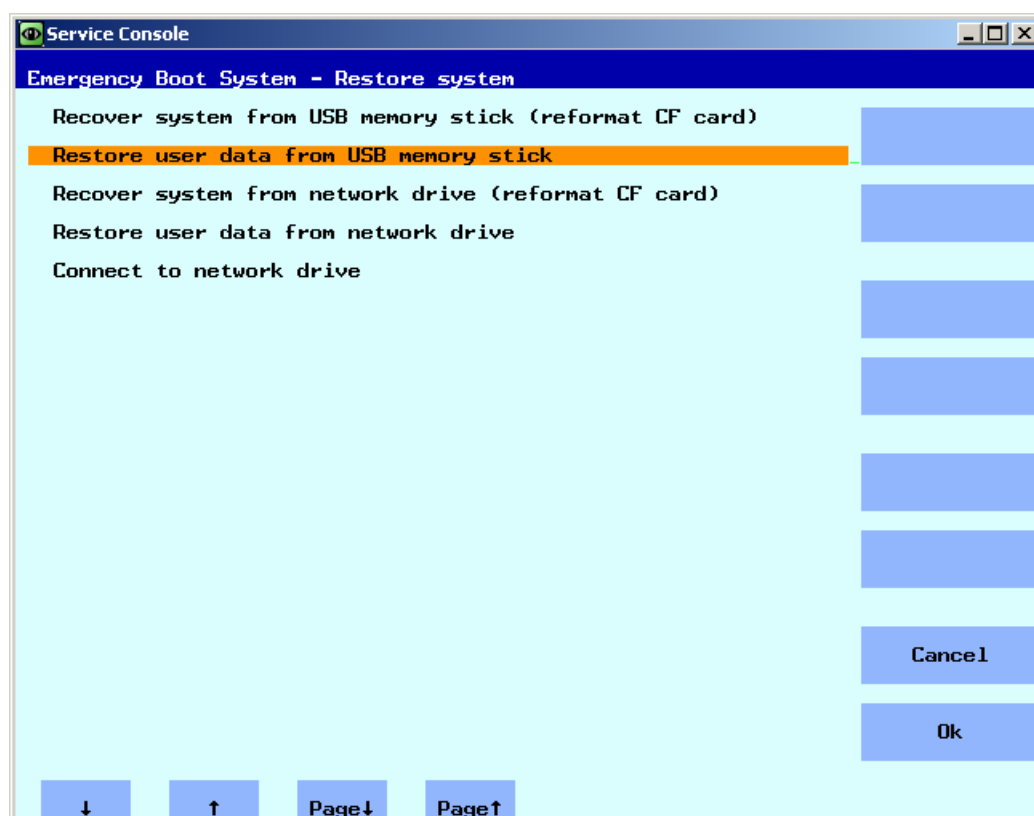 Service Console
Emergency Boot System - Restore system
Recover system from USB memory stick (reformat CF card)
Restore user data from USB memory stick
Recover system from network drive (reformat CF card)
Restore user data from network drive
Connect to network drive
Cancel
Ok
↓ ↑ Page↓ Page↑